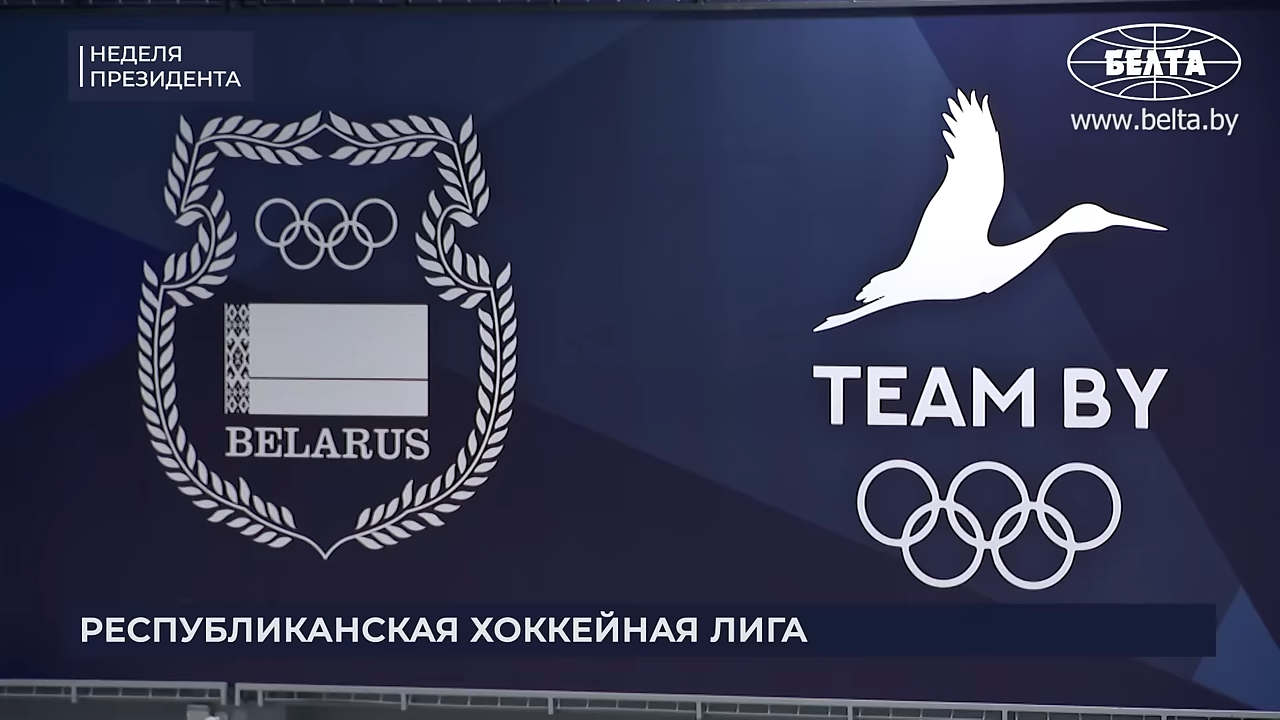 НЕДЕЛЯ
ПРЕЗИДЕНТА
БЕЛТА
www.belta.by
BELARUS
TEAM BY
РЕСПУБЛИКАНСКАЯ ХОККЕЙНАЯ ЛИГА